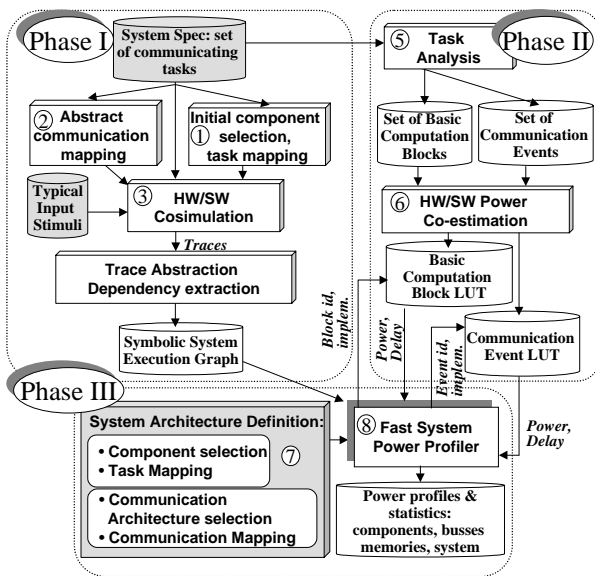 Phase I
System Spec: set
of communicating
tasks
⑤
Task
Analysis
Phase II
②
Abstract
communication
mapping
Initial component
selection,
① task mapping
Set of Basic
Computation
Blocks
Set of
Communication
Events
Typical
Input
Stimuli
③
HW/SW
Cosimulation
⑥
HW/SW Power
Co-estimation
Traces
Trace Abstraction
Dependency extraction
Basic
Computation
Block LUT
Symbolic System
Execution Graph
Block id,
implem.
Power,
Delay
Event id,
implem.
Communication
Event LUT
Phase III
System Architecture Definition:
• Component selection
• Task Mapping
⑦
• Communication
Architecture selection
• Communication Mapping
⑧
Fast System
Power Profiler
Power,
Delay
Power profiles &
statistics:
components, busses
memories, system